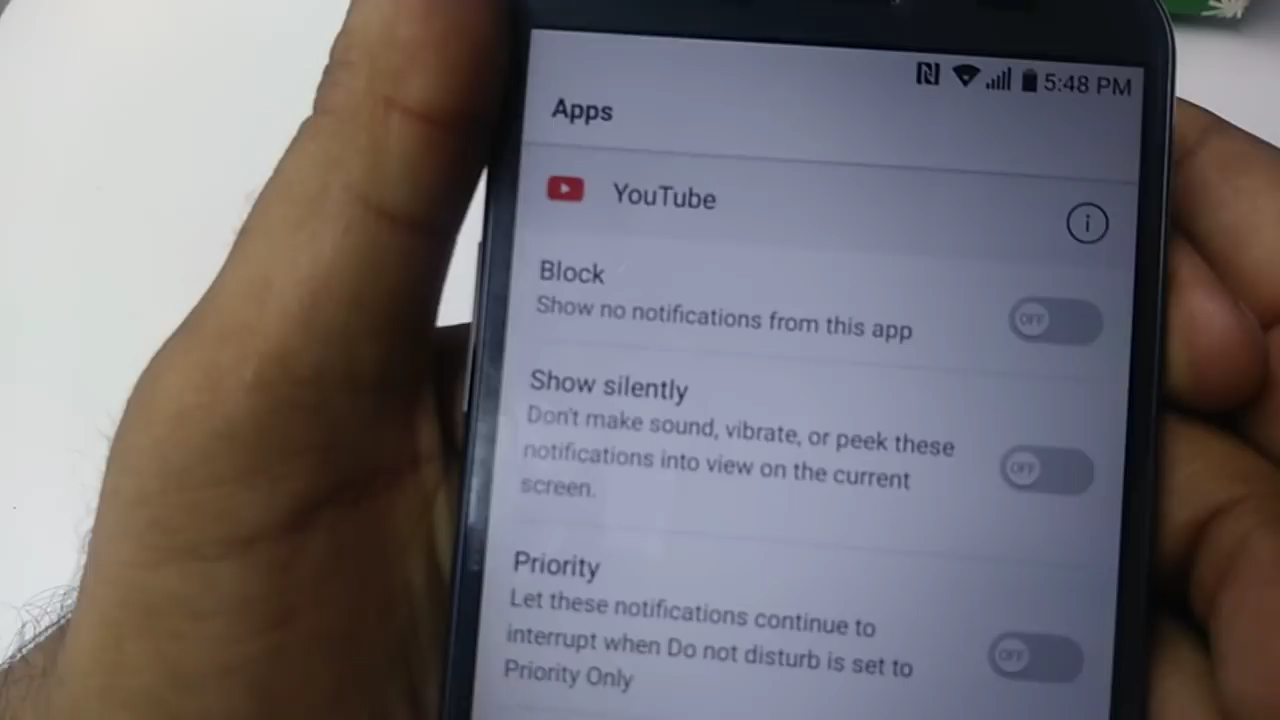 5:48 PM
Apps
YouTube
Block
Show no notifications from this app
OFF
Show silently
Don't make sound, vibrate, or peek these
notifications into view on the current
screen.
OFF
Priority
Let these notifications continue to
interrupt when Do not disturb is set to
Priority Only
OFF